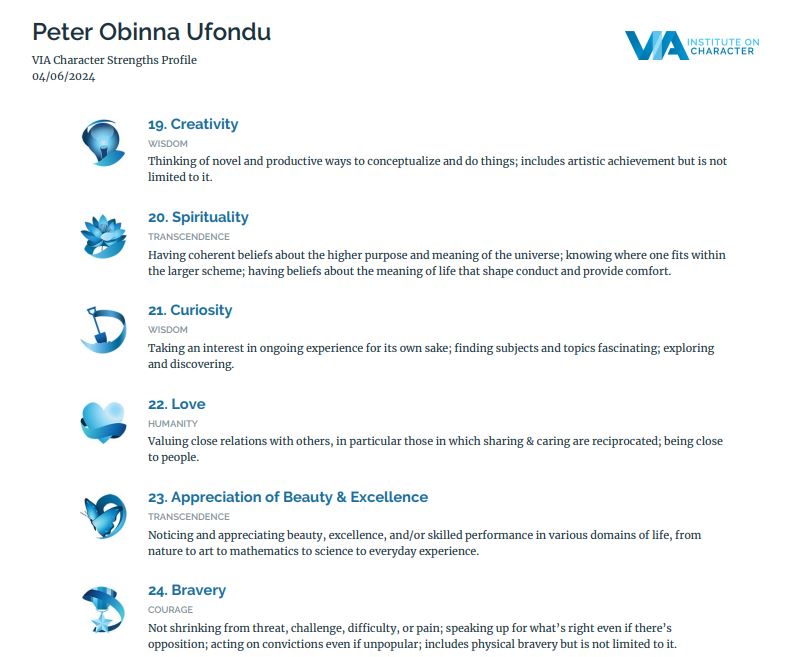 Peter Obinna Ufondu
VIA Character Strengths Profile
04/06/2024
VIA INSTITUTE ON
CHARACTER
19. Creativity
WISDOM
Thinking of novel and productive ways to conceptualize and do things; includes artistic achievement but is not
limited to it.
20. Spirituality
TRANSCENDENCE
Having coherent beliefs about the higher purpose and meaning of the universe; knowing where one fits within
the larger scheme; having beliefs about the meaning of life that shape conduct and provide comfort.
21. Curiosity
WISDOM
Taking an interest in ongoing experience for its own sake; finding subjects and topics fascinating; exploring
and discovering.
22. Love
HUMANITY
Valuing close relations with others, in particular those in which sharing & caring are reciprocated; being close
to people.
23. Appreciation of Beauty & Excellence
TRANSCENDENCE
Noticing and appreciating beauty, excellence, and/or skilled performance in various domains of life, from
nature to art to mathematics to science to everyday experience.
24. Bravery
COURAGE
Not shrinking from threat, challenge, difficulty, or pain; speaking up for what’s right even if there’s
opposition; acting on convictions even if unpopular; includes physical bravery but is not limited to it.